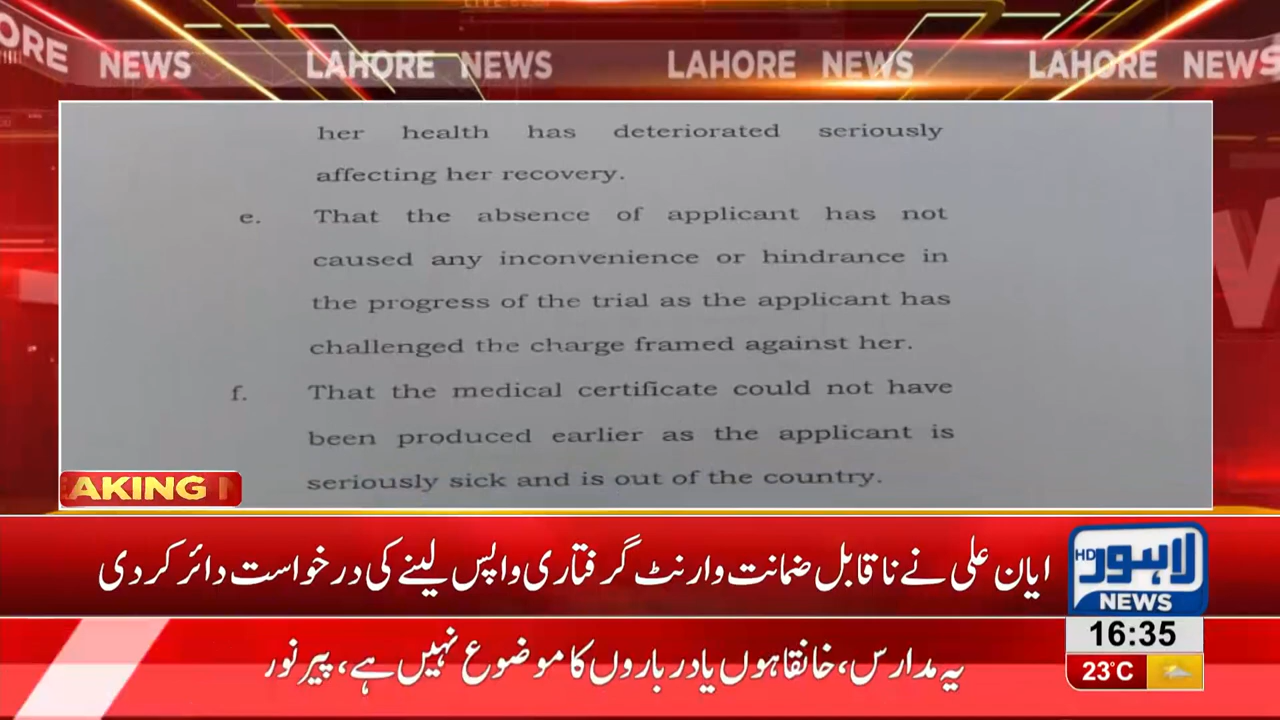 ORE NEWS LAHORE NEWS LAHORE NEWS LAHORE NEWS
her health has deteriorated seriously
affecting her recovery.
e. That the absence of applicant has not
caused any inconvenience or hindrance in
the progress of the trial as the applicant has
challenged the charge framed against her.
f. That the medical certificate could not have
been produced earlier as the applicant is
seriously sick and is out of the country.
AKING N
ایان علی نے ناقابل ضمانت وارنٹ گرفتاری واپس لینے کی درخواست دائر کردی
HD لاہور
NEWS
16:35
23°C
یہ مدارس، خانقاہوں یا درباروں کا موضوع نہیں ہے، پیر نور